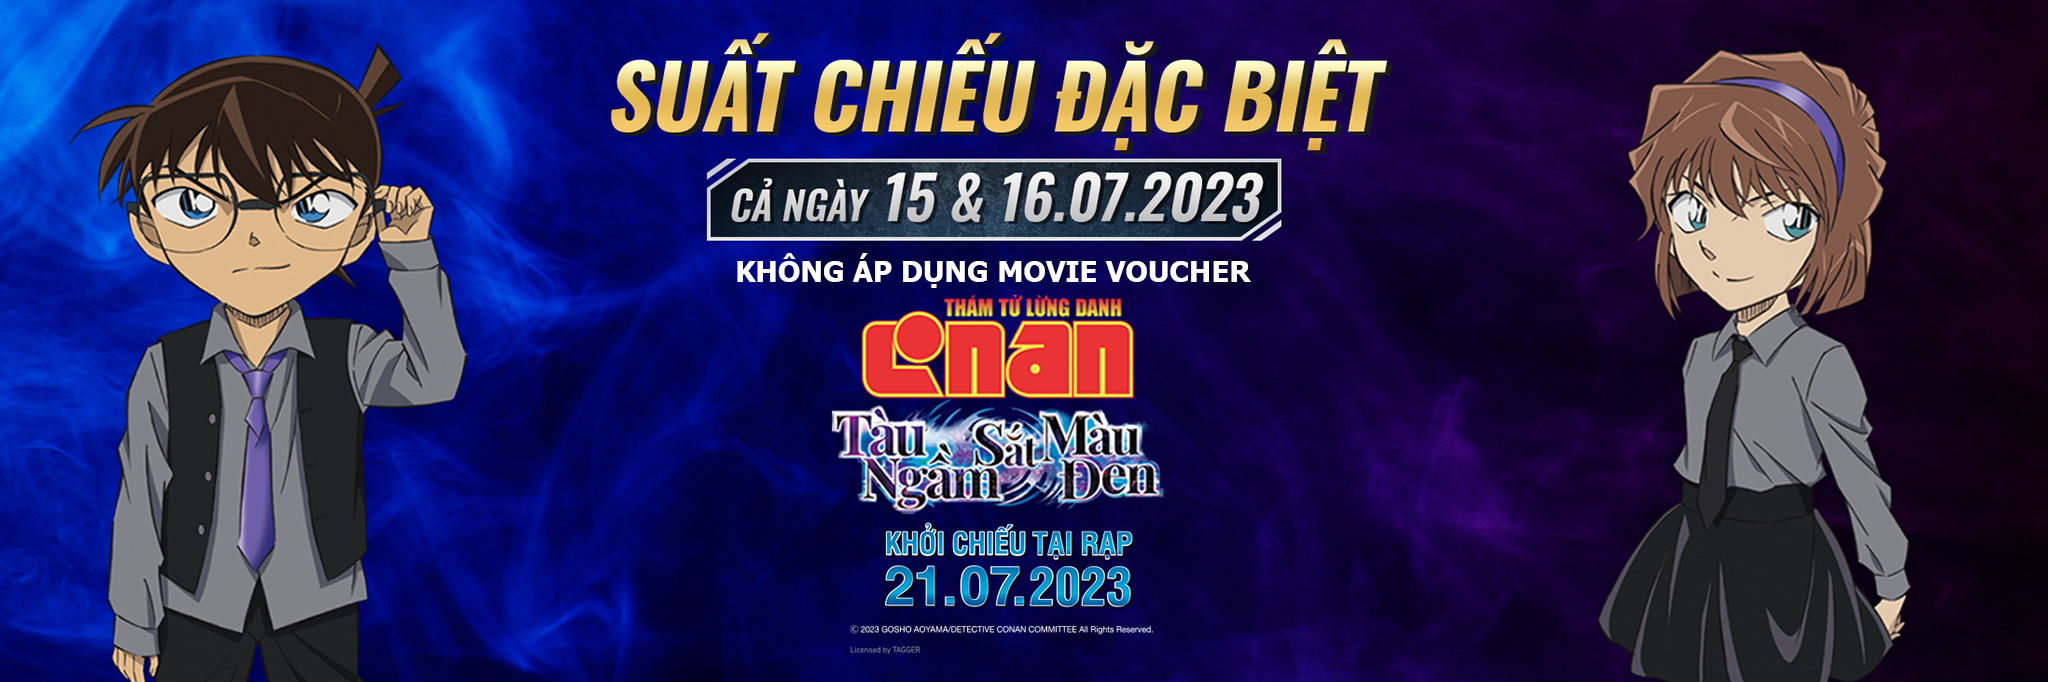 SUẤT CHIẾU ĐẶC BIỆT
CẢ NGÀY 15 & 16.07.2023
KHÔNG ÁP DỤNG MOVIE VOUCHER
THÁM TỬ LỪNG DANH
Conan
Tàu Ngầm Sắt Màu Đen
KHỞI CHIẾU TẠI RẠP
21.07.2023
© 2023 GOSHO AOYAMA/DETECTIVE CONAN COMMITTEE All Rights Reserved.
Licensed by TAGGER